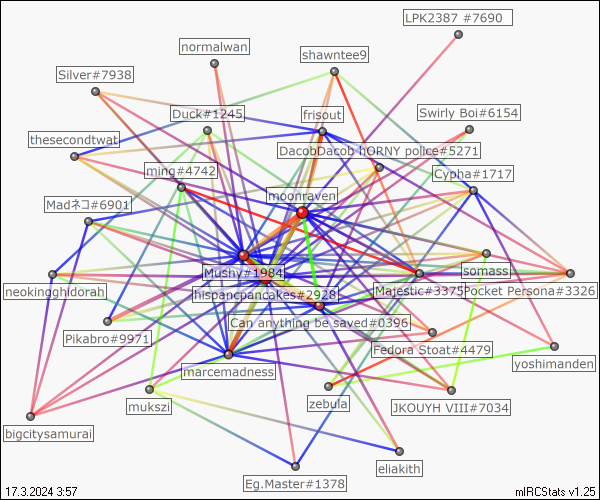 LPK2387 #7690
normalwan
shawntee9
Silver#7938
Duck#1245
frisout
Swirly Boi#6154
thesecondtwat
DacobDacob hORNY police#5271
ming#4742
Cypha#1717
moonraven
Madネコ#6901
Mushy#1984
somass
neokingghldorah
hispancpancakes#2928
Majestic#3375
Pocket Persona#3326
Can anything be saved#0396
Pikabro#9971
Fedora Stoat#4479
marcemadness
yoshimanden
mukszi
zebula
JKOUYH VIII#7034
bigcitysamurai
eliakith
Eg.Master#1378
17.3.2024 3:57
mIRCStats v1.25